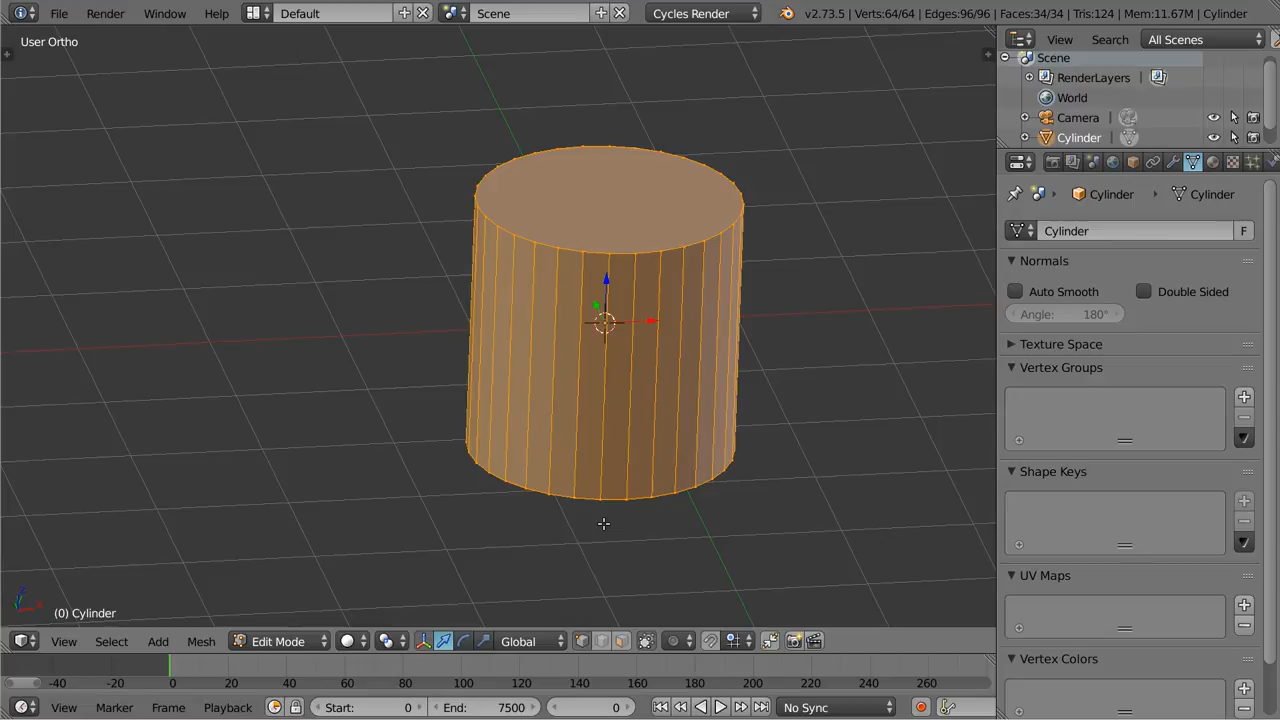 File Render Window Help Default Scene Cycles Render v2.73.5 | Verts:64/64 | Edges:96/96 | Faces:34/34 | Tris:124 | Mem:11.67M | Cylinder
User Ortho
View Search All Scenes
Scene
RenderLayers |
World
Camera |
Cylinder |
Cylinder Cylinder
Cylinder F
Normals
Auto Smooth Double Sided
Angle: 180°
Texture Space
Vertex Groups
Shape Keys
UV Maps
Vertex Colors
(0) Cylinder
View Select Add Mesh Edit Mode Global
-40 -20 0 20 40 60 80 100 120 140 160 180 200 220 240 260
View Marker Frame Playback Start: 0 End: 7500 0 No Sync